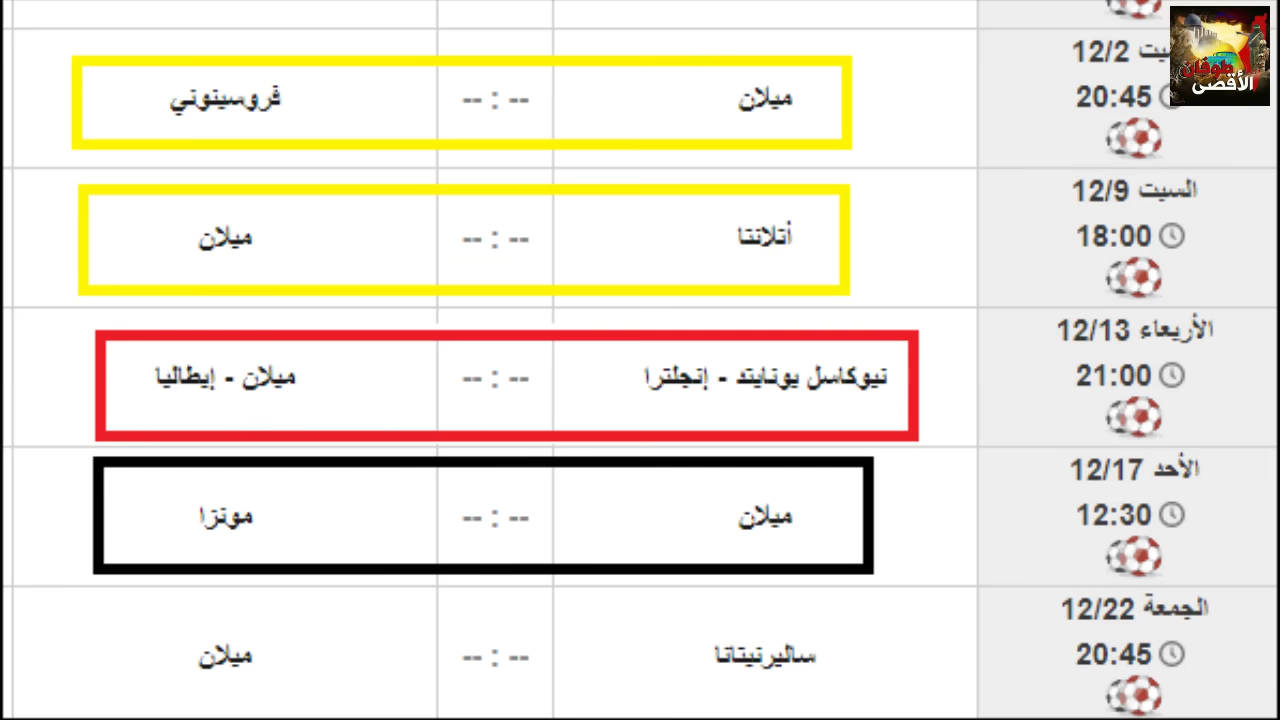 طوفان
الأقصى
12/2
20:45
ميلان
-- : --
فروسينوني
السبت 12/9
18:00
أتلانتا
-- : --
ميلان
الأربعاء 12/13
21:00
نيوكاسل يونايتد - إنجلترا
-- : --
ميلان - إيطاليا
الأحد 12/17
12:30
ميلان
-- : --
مونزا
الجمعة 12/22
20:45
ساليرنيتانا
-- : --
ميلان